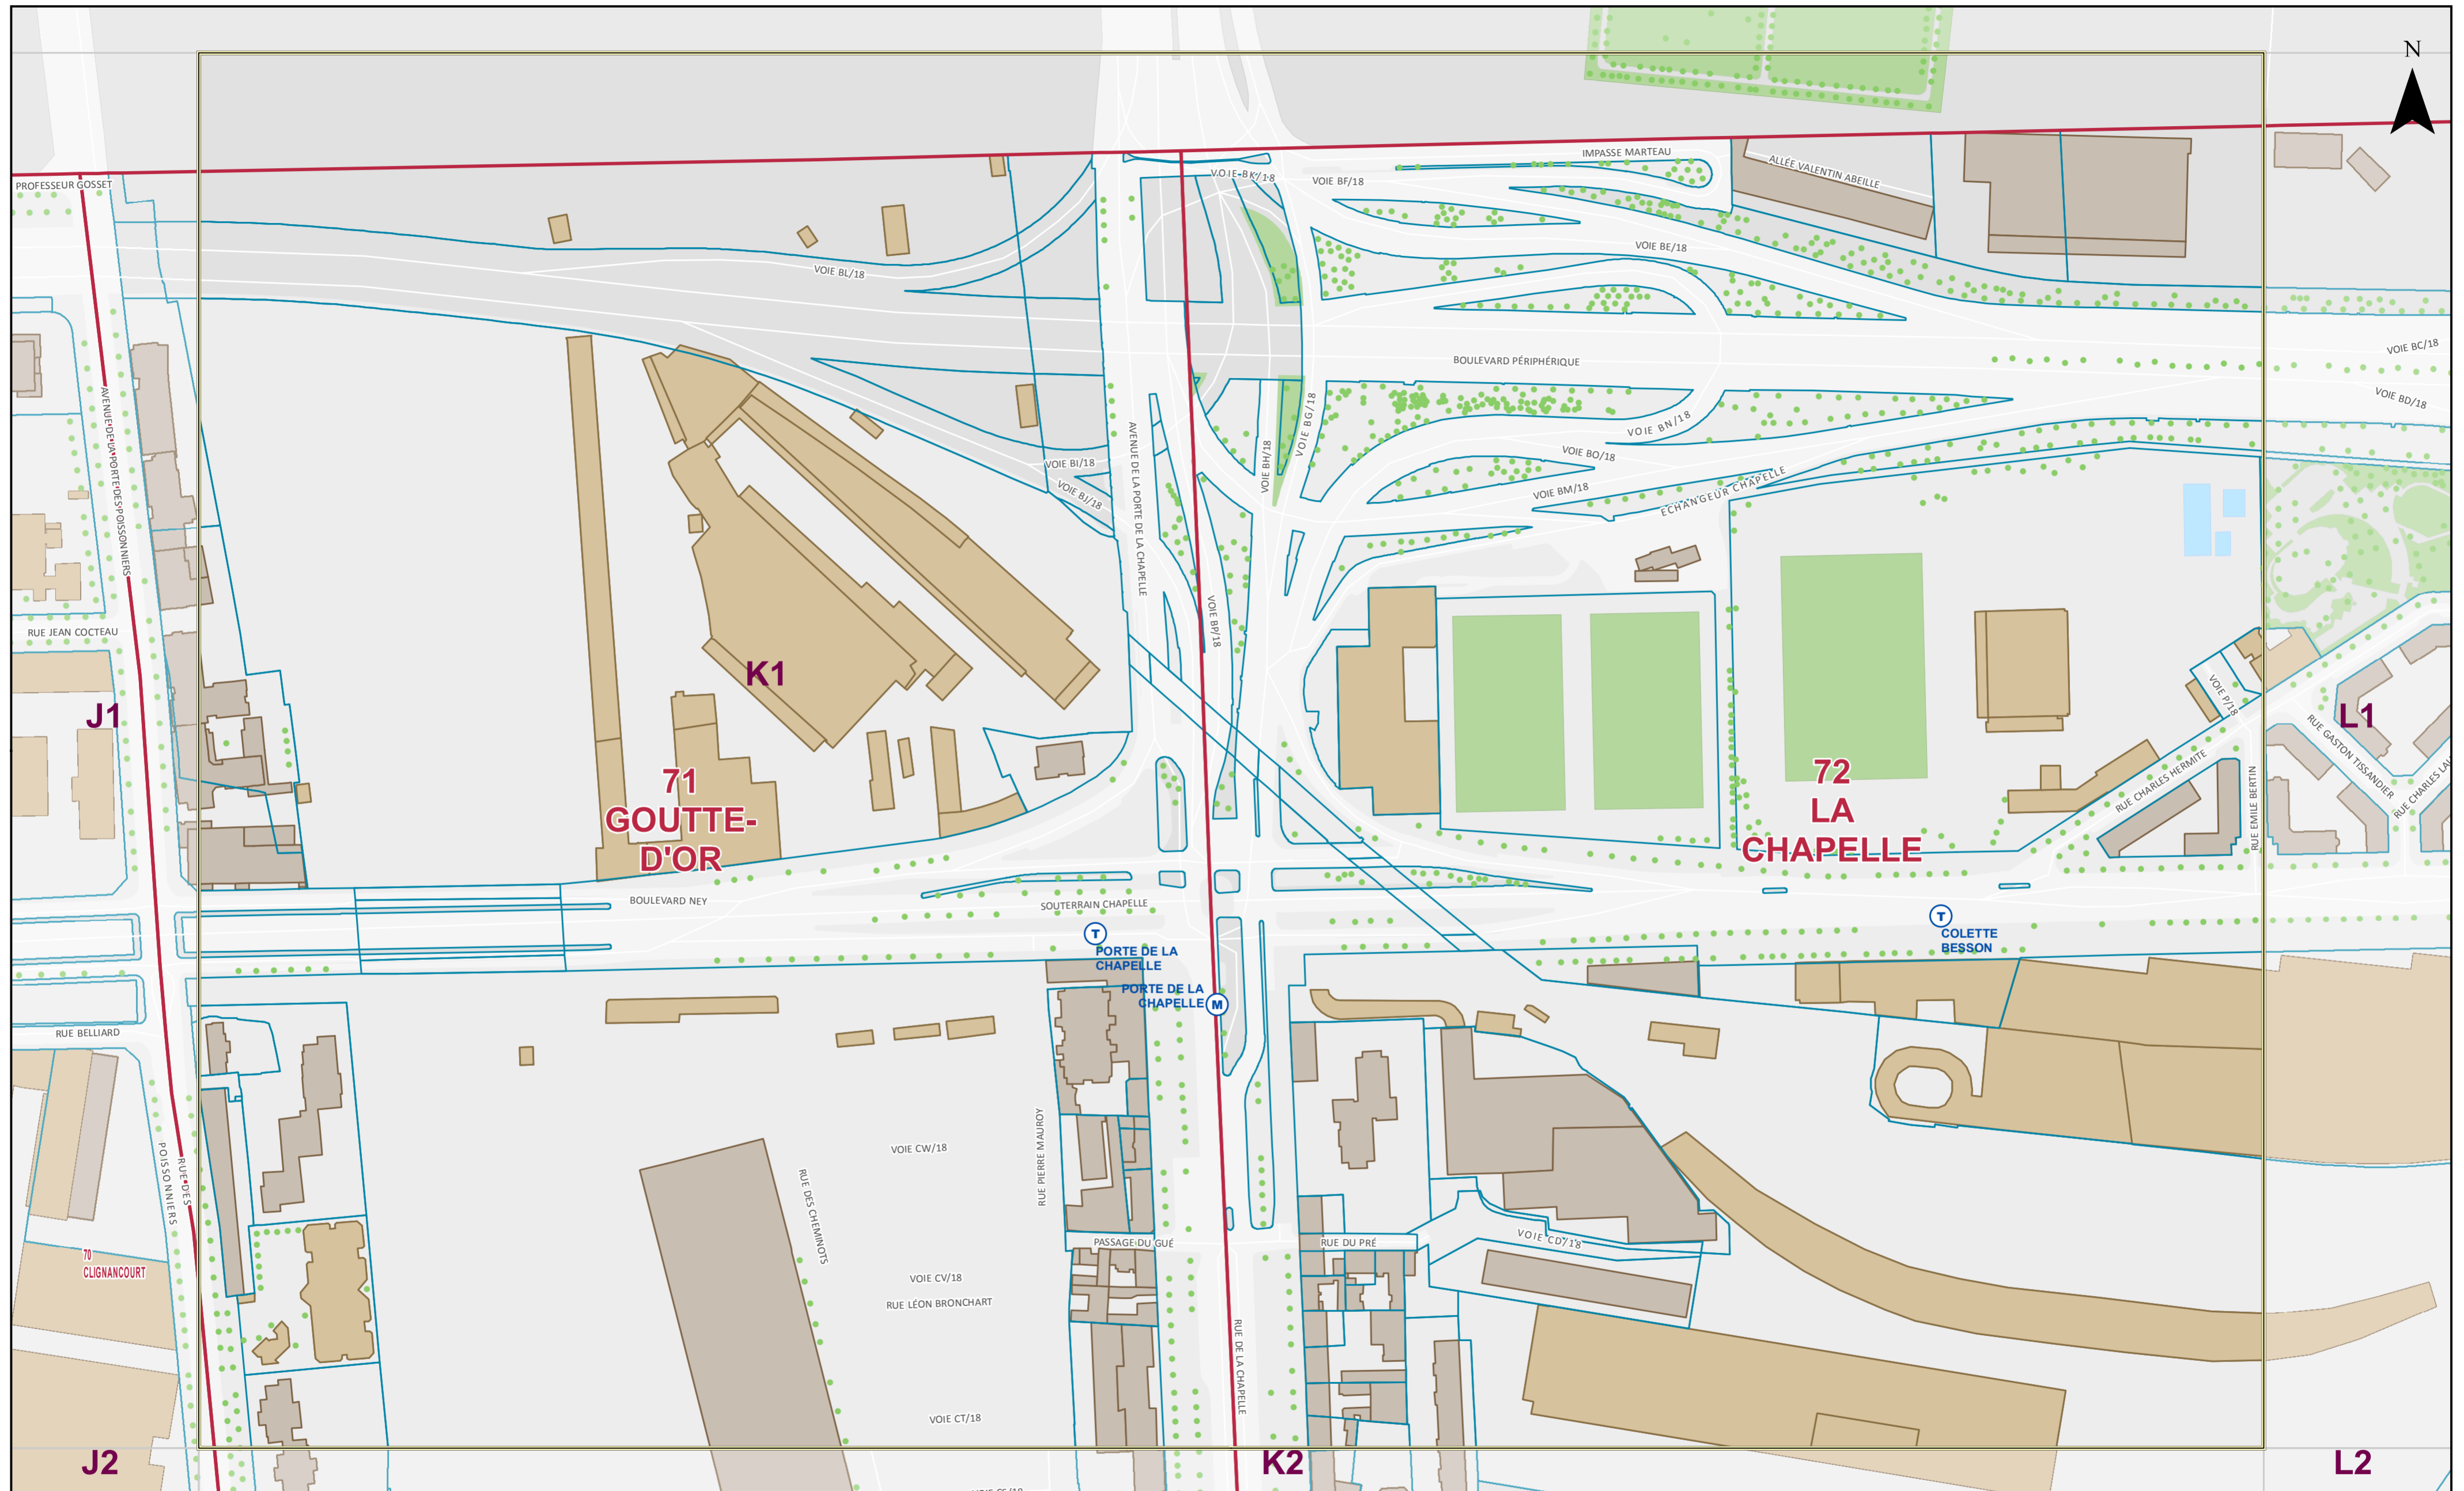 N
IMPASSE MARTEAU
ALLÉE VALENTIN ABEILLE
PROFESSEUR GOSSET
VOIE BK/18
VOIE BF/18
VOIE BE/18
VOIE BL/18
BOULEVARD PÉRIPHÉRIQUE
VOIE BC/18
VOIE BD/18
AVENUE DE LA PORTE DES POISSONNIERS
AVENUE DE LA PORTE DE LA CHAPELLE
VOIE BG/18
VOIE BH/18
VOIE BN/18
VOIE BO/18
VOIE BI/18
VOIE BJ/18
VOIE BM/18
ECHANGEUR CHAPELLE
VOIE BP/18
RUE JEAN COCTEAU
K1
J1
L1
VOIE P/18
RUE GASTON TISSANDIER
RUE CHARLES HERMITE
RUE EMILE BERTIN
RUE CHARLES LAU
71
GOUTTE-
D'OR
72
LA
CHAPELLE
BOULEVARD NEY
SOUTERRAIN CHAPELLE
T
PORTE DE LA
CHAPELLE
T
COLETTE
BESSON
PORTE DE LA
CHAPELLE
M
RUE BELLIARD
RUE DES
POISSONNIERS
RUE PIERRE MAUROY
VOIE CW/18
RUE DES CHEMINOTS
PASSAGE DU GUÉ
RUE DU PRÉ
VOIE CD/18
70
CLIGNANCOURT
VOIE CV/18
RUE LÉON BRONCHART
RUE DE LA CHAPELLE
VOIE CT/18
J2
K2
L2